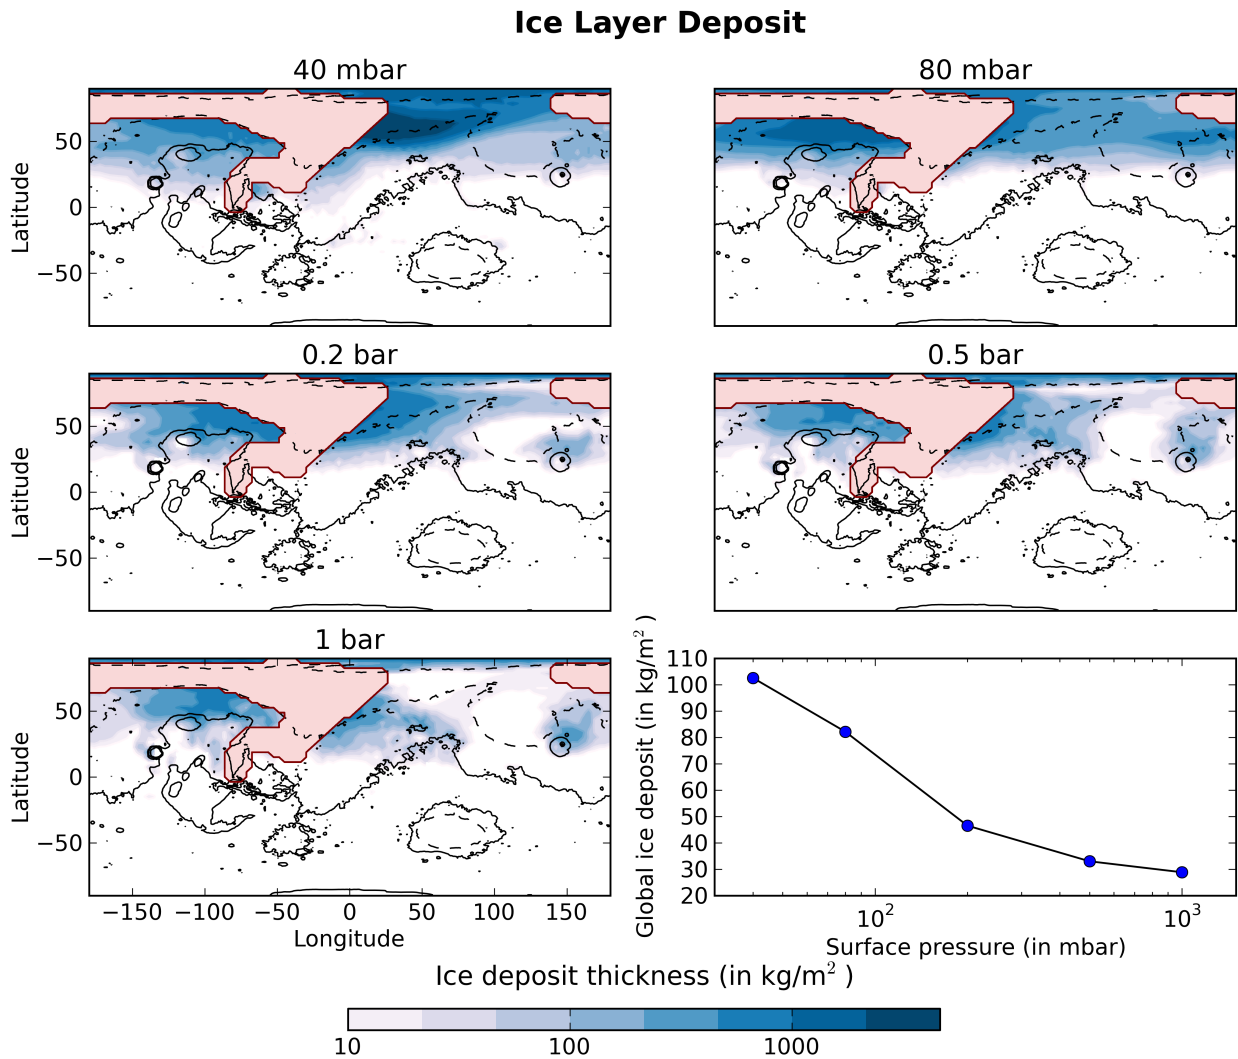 Ice Layer Deposit
40 mbar
80 mbar
Latitude
50
0
−50
0.2 bar
0.5 bar
Latitude
50
0
−50
1 bar
Latitude
50
0
−50
−150 −100 −50 0 50 100 150
Longitude
Global ice deposit (in kg/m² )
110
100
90
80
70
60
50
40
30
20
10² 10³
Surface pressure (in mbar)
Ice deposit thickness (in kg/m² )
10 100 1000